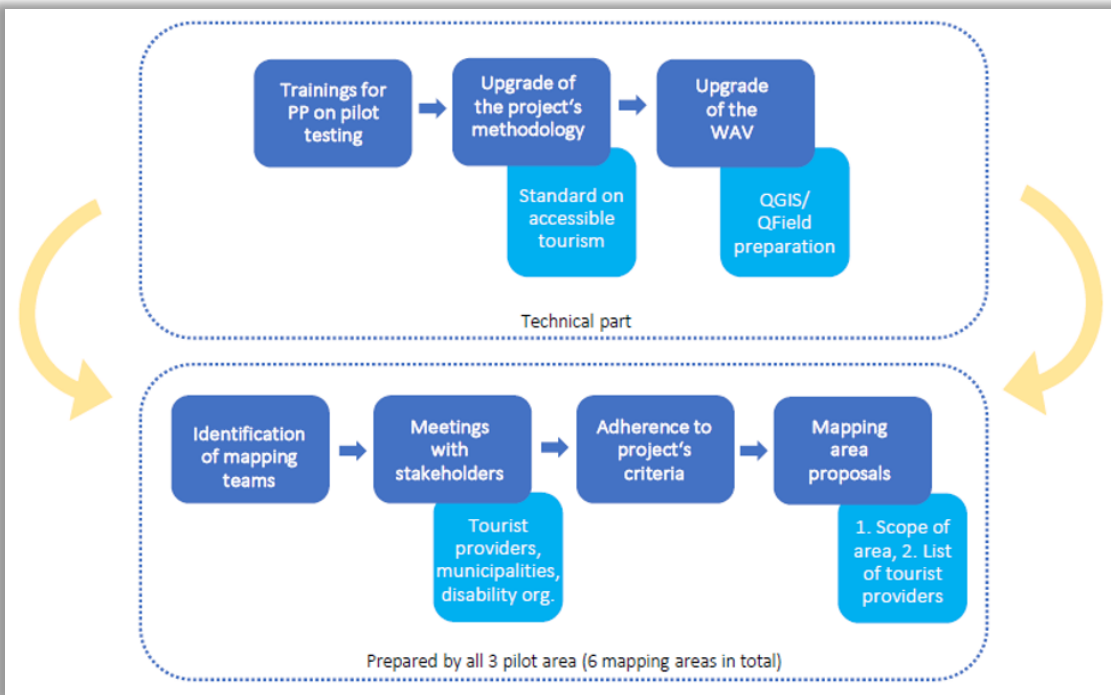 Trainings for
PP on pilot
testing
Upgrade of
the project's
methodology
Upgrade
of the
WAV
Standard on
accessible
tourism
QGIS/
QField
preparation
Technical part
Identification
of mapping
teams
Meetings
with
stakeholders
Adherence to
project's
criteria
Mapping
area
proposals
Tourist
providers,
municipalities,
disability org.
1. Scope of
area, 2. List
of tourist
providers
Prepared by all 3 pilot area (6 mapping areas in total)